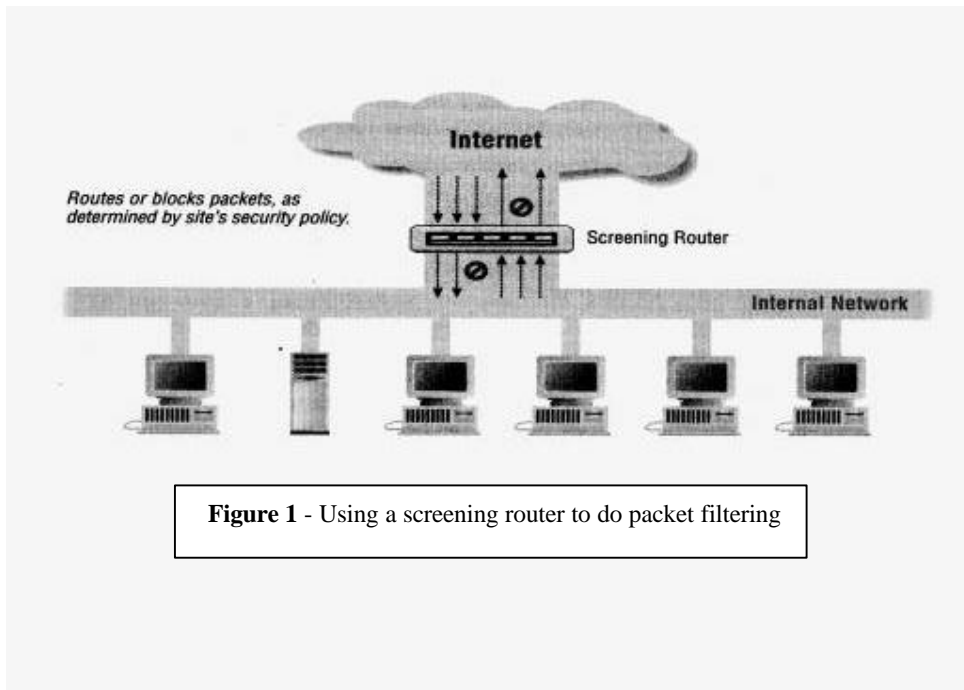 Internet
Routes or blocks packets, as
determined by site's security policy.
Screening Router
Internal Network
Figure 1 - Using a screening router to do packet filtering